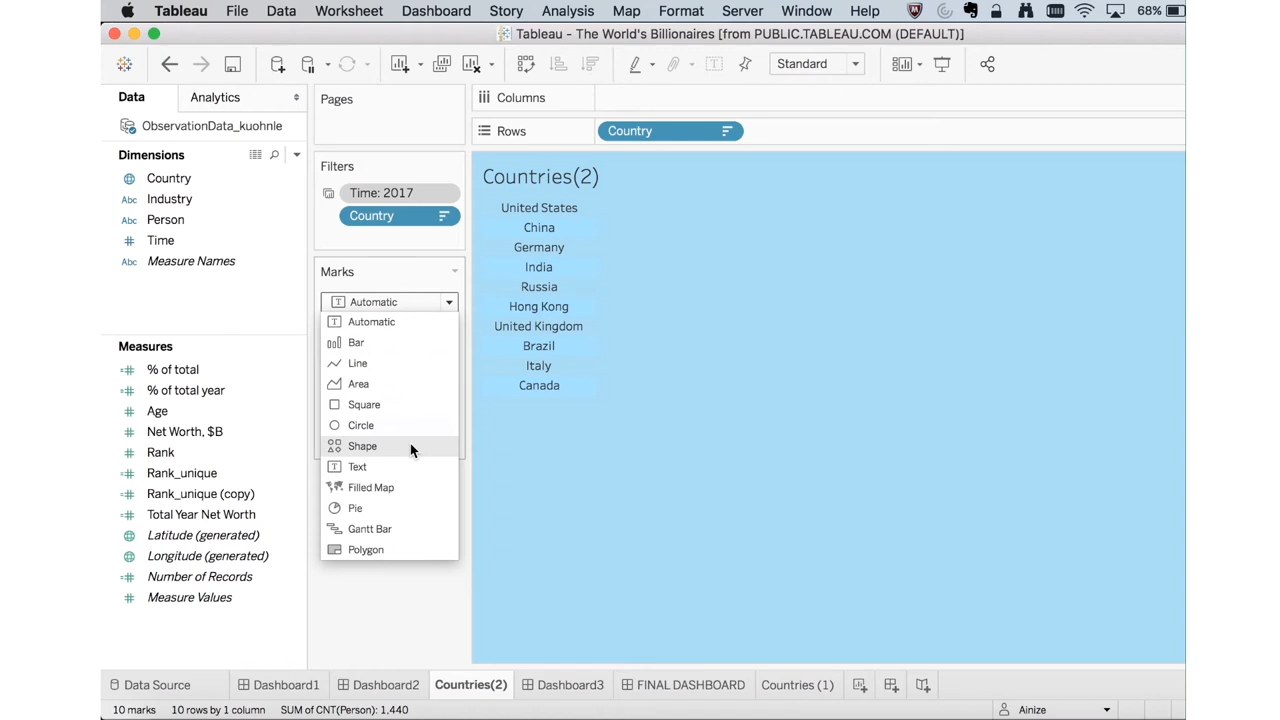 Tableau File Data Worksheet Dashboard Story Analysis Map Format Server Window Help 68%
Tableau - The World's Billionaires [from PUBLIC.TABLEAU.COM (DEFAULT)]
Standard
Data Analytics
ObservationData_kuohnle
Dimensions
Country
Abc Industry
Abc Person
# Time
Abc Measure Names
Measures
=# % of total
=# % of total year
# Age
# Net Worth, $B
# Rank
=# Rank_unique
=# Rank_unique (copy)
=# Total Year Net Worth
Latitude (generated)
Longitude (generated)
=# Number of Records
# Measure Values
Pages
Filters
Time: 2017
Country
Marks
T Automatic
T Automatic
Bar
Line
Area
Square
Circle
Shape
T Text
Filled Map
Pie
Gantt Bar
Polygon
Columns
Rows Country
Countries(2)
United States
China
Germany
India
Russia
Hong Kong
United Kingdom
Brazil
Italy
Canada
Data Source Dashboard1 Dashboard2 Countries(2) Dashboard3 FINAL DASHBOARD Countries (1)
10 marks 10 rows by 1 column SUM of CNT(Person): 1,440 Ainize